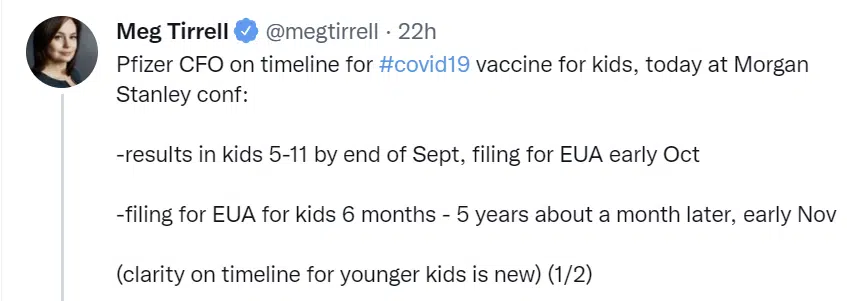 Meg Tirrell @megtirrell · 22h
Pfizer CFO on timeline for #covid19 vaccine for kids, today at Morgan
Stanley conf:
-results in kids 5-11 by end of Sept, filing for EUA early Oct
-filing for EUA for kids 6 months - 5 years about a month later, early Nov
(clarity on timeline for younger kids is new) (1/2)